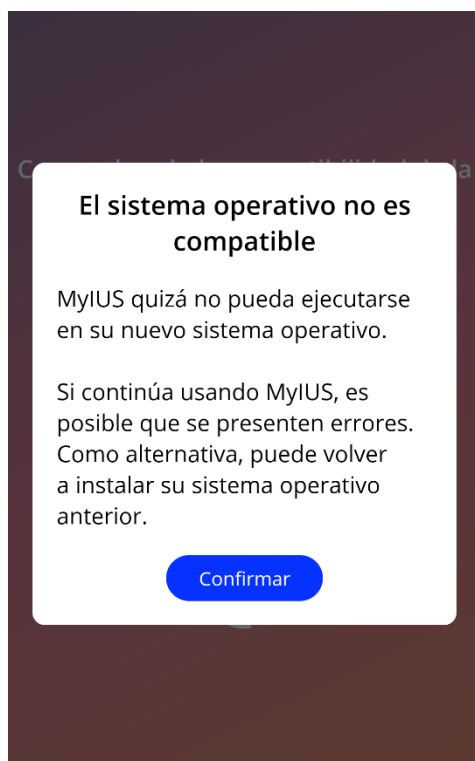 El sistema operativo no es
compatible
MyIUS quizá no pueda ejecutarse
en su nuevo sistema operativo.
Si continúa usando MyIUS, es
posible que se presenten errores.
Como alternativa, puede volver
a instalar su sistema operativo
anterior.
Confirmar